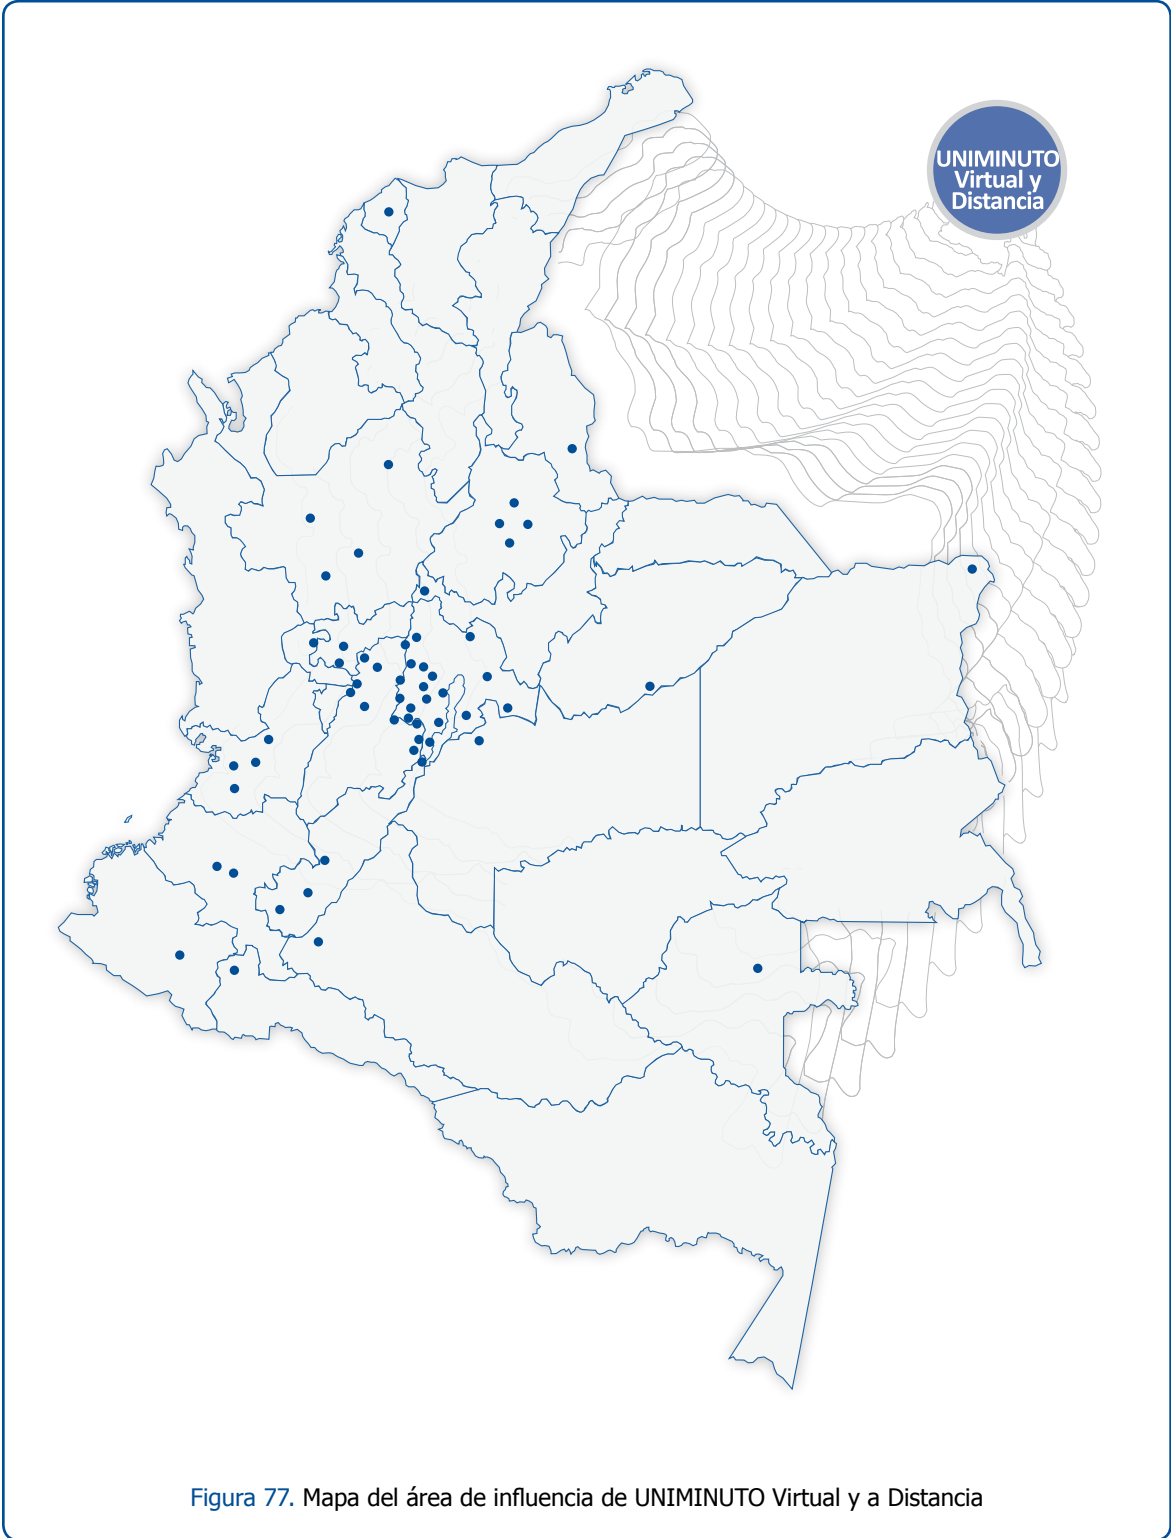 UNIMINUTO
Virtual y
Distancia
Figura 77. Mapa del área de influencia de UNIMINUTO Virtual y a Distancia